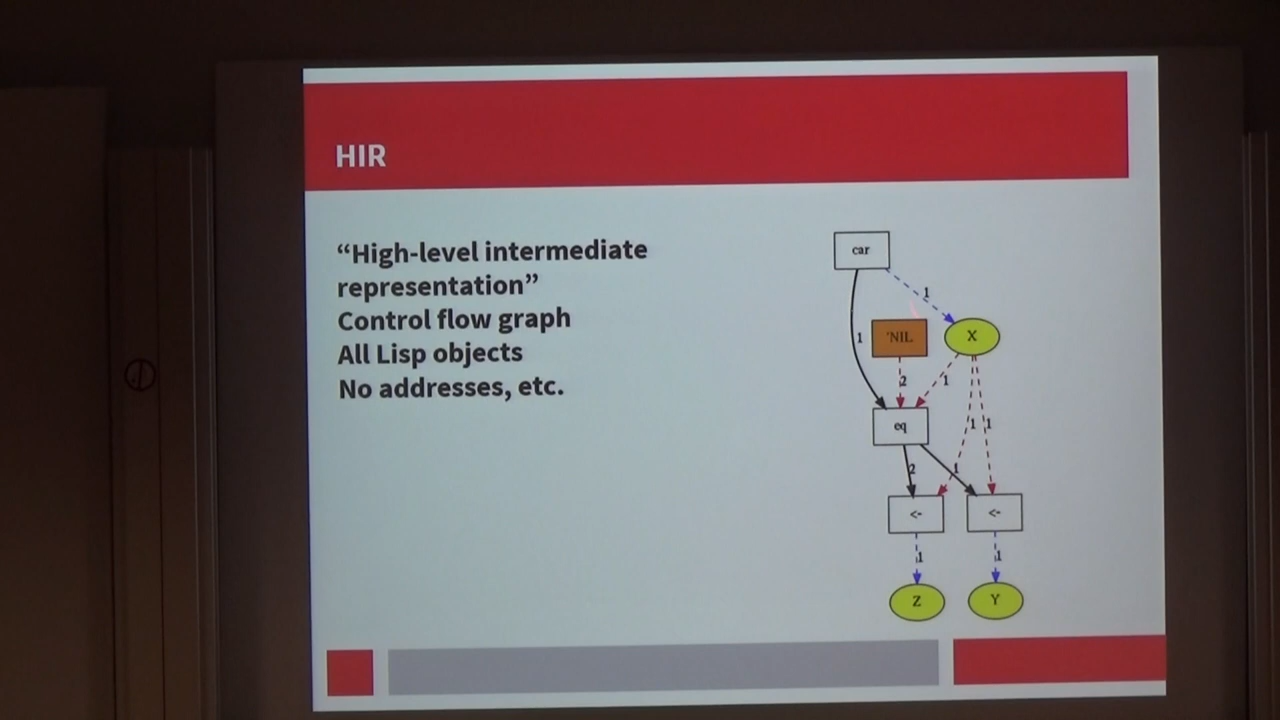 HIR
“High-level intermediate
representation”
Control flow graph
All Lisp objects
No addresses, etc.
car
1
1
'NIL
X
2
1
eq
1
1
2
1
<-
<-
1
1
Z
Y